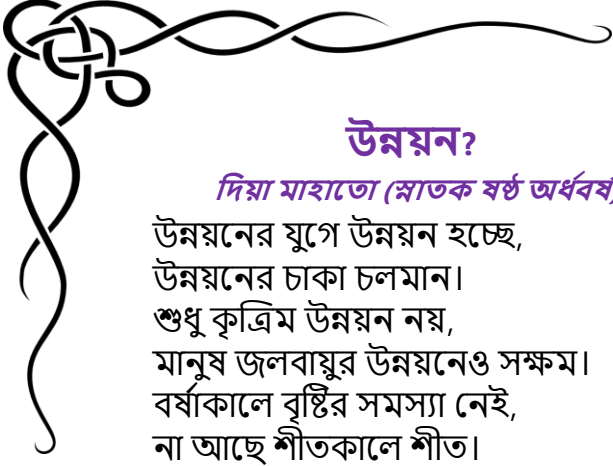 উন্নয়ন?
দিয়া মাহাতো (স্নাতক ষষ্ঠ অর্ধবর্ষ)
উন্নয়নের যুগে উন্নয়ন হচ্ছে,
উন্নয়নের চাকা চলমান।
শুধু কৃত্রিম উন্নয়ন নয়,
মানুষ জলবায়ুর উন্নয়নেও সক্ষম।
বর্ষাকালে বৃষ্টির সমস্যা নেই,
না আছে শীতকালে শীত।